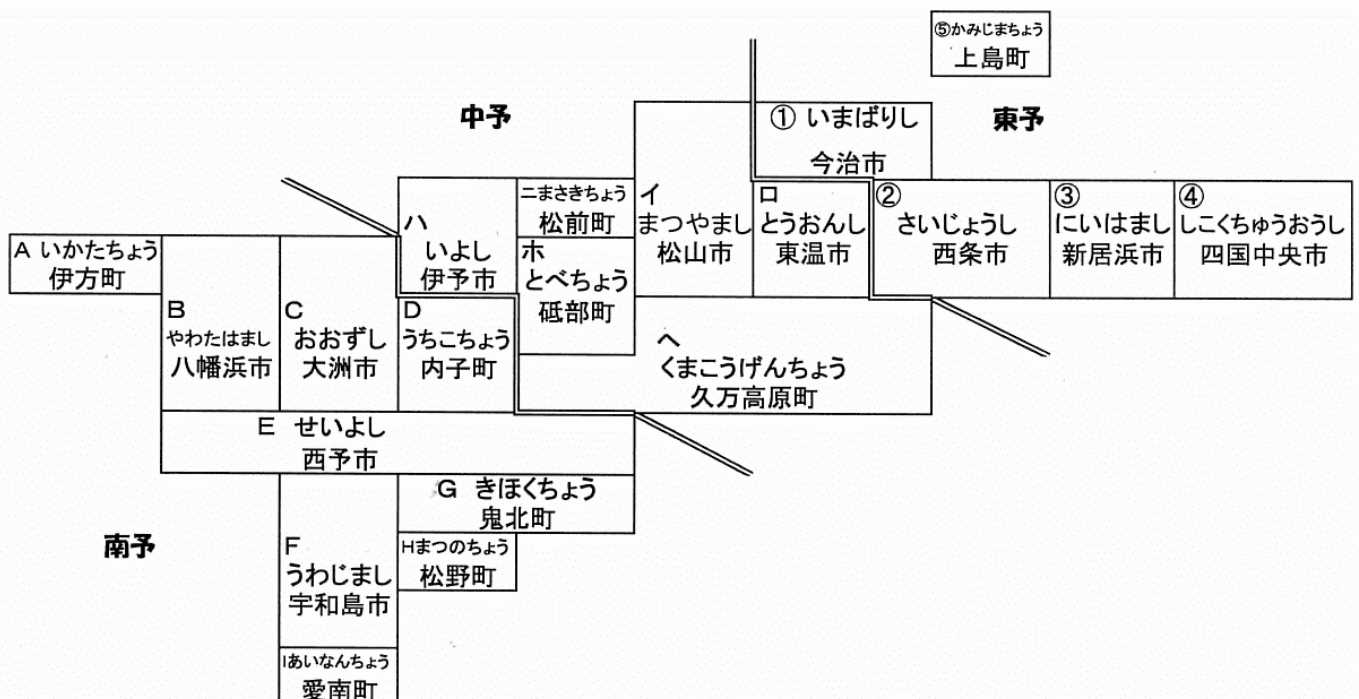 ⑤かみじまちょう
上島町
中予
東予
① いまばりし
今治市
ニまさきちょう
松前町
ハ
いよし
伊予市
イ
まつやまし
松山市
ロ
とうおんし
東温市
②
さいじょうし
西条市
③
にいはまし
新居浜市
④
しこくちゅうおうし
四国中央市
A いかたちょう
伊方町
ホ
とべちょう
砥部町
B
やわたはまし
八幡浜市
C
おおずし
大洲市
D
うちこちょう
内子町
ヘ
くまこうげんちょう
久万高原町
E せいよし
西予市
G きほくちょう
鬼北町
南予
F
うわじまし
宇和島市
Hまつのちょう
松野町
Iあいなんちょう
愛南町